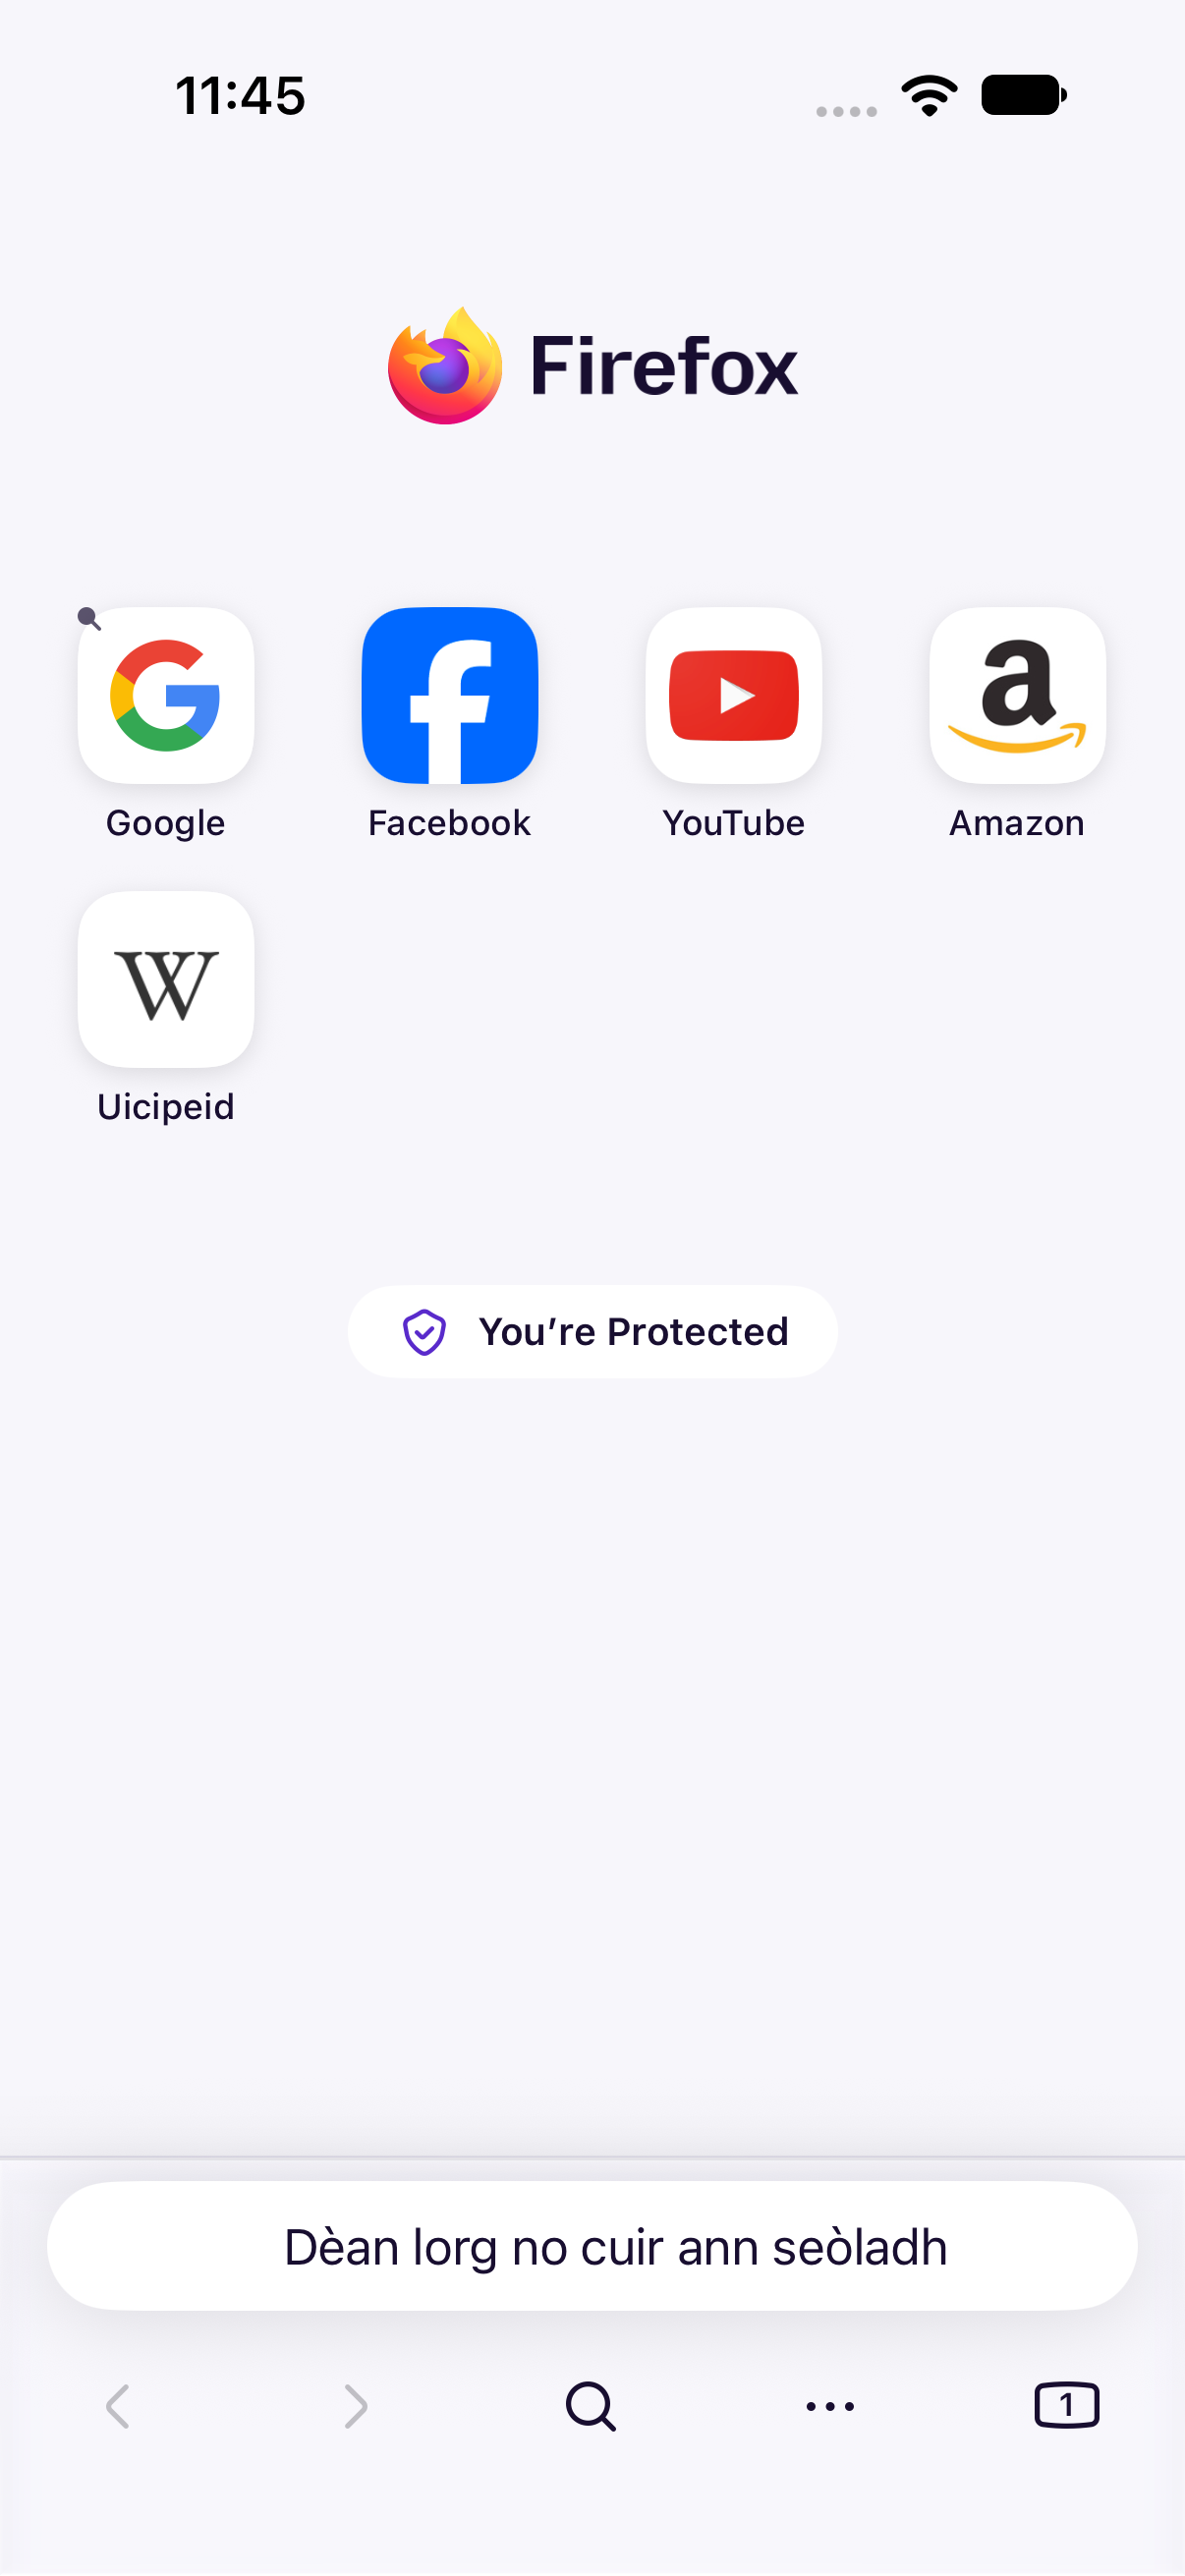 11:45
Firefox
Google
Facebook
YouTube
Amazon
W
Uicipeid
You’re Protected
Dèan lorg no cuir ann seòladh
1